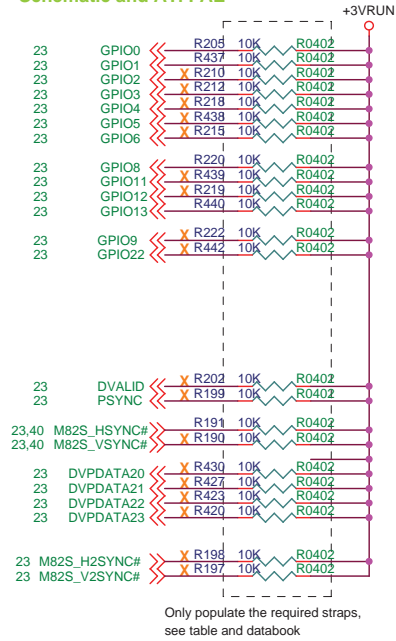 Schematic and
+3VRUN
23 GPIO0 R205 10K R0402
23 GPIO1 R437 10K R0402
23 GPIO2 X R210 10K R0402
23 GPIO3 X R212 10K R0402
23 GPIO4 X R218 10K R0402
23 GPIO5 X R438 10K R0402
23 GPIO6 X R215 10K R0402
23 GPIO8 R220 10K R0402
23 GPIO11 X R439 10K R0402
23 GPIO12 X R219 10K R0402
23 GPIO13 R440 10K R0402
23 GPIO9 X R222 10K R0402
23 GPIO22 X R442 10K R0402
23 DVALID X R202 10K R0402
23 PSYNC X R199 10K R0402
23,40 M82S_HSYNC# R191 10K R0402
23,40 M82S_VSYNC# X R190 10K R0402
23 DVPDATA20 X R430 10K R0402
23 DVPDATA21 X R427 10K R0402
23 DVPDATA22 X R423 10K R0402
23 DVPDATA23 X R420 10K R0402
23 M82S_H2SYNC# X R198 10K R0402
23 M82S_V2SYNC# X R197 10K R0402
Only populate the required straps,
see table and databook